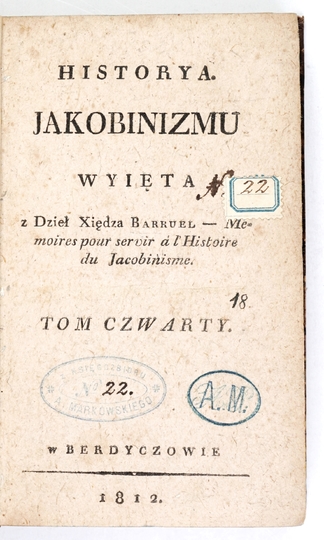 HISTORYA.
JAKOBINIZMU
WYIĘTA
N. 22
z Dzieł Xiędza BARRUEL — Me-
moires pour servir á l'Histoire
du Jacobinisme.
18.
TOM CZWARTY.
22.
A. M.
w BERDYCZOWIE
1812.